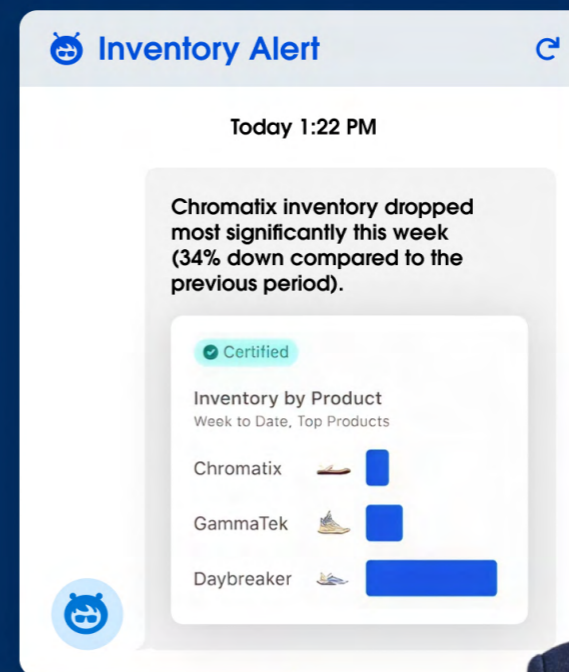 Inventory Alert
Today 1:22 PM
Chromatix inventory dropped
most significantly this week
(34% down compared to the
previous period).
Certified
Inventory by Product
Week to Date, Top Products
Chromatix
GammaTek
Daybreaker